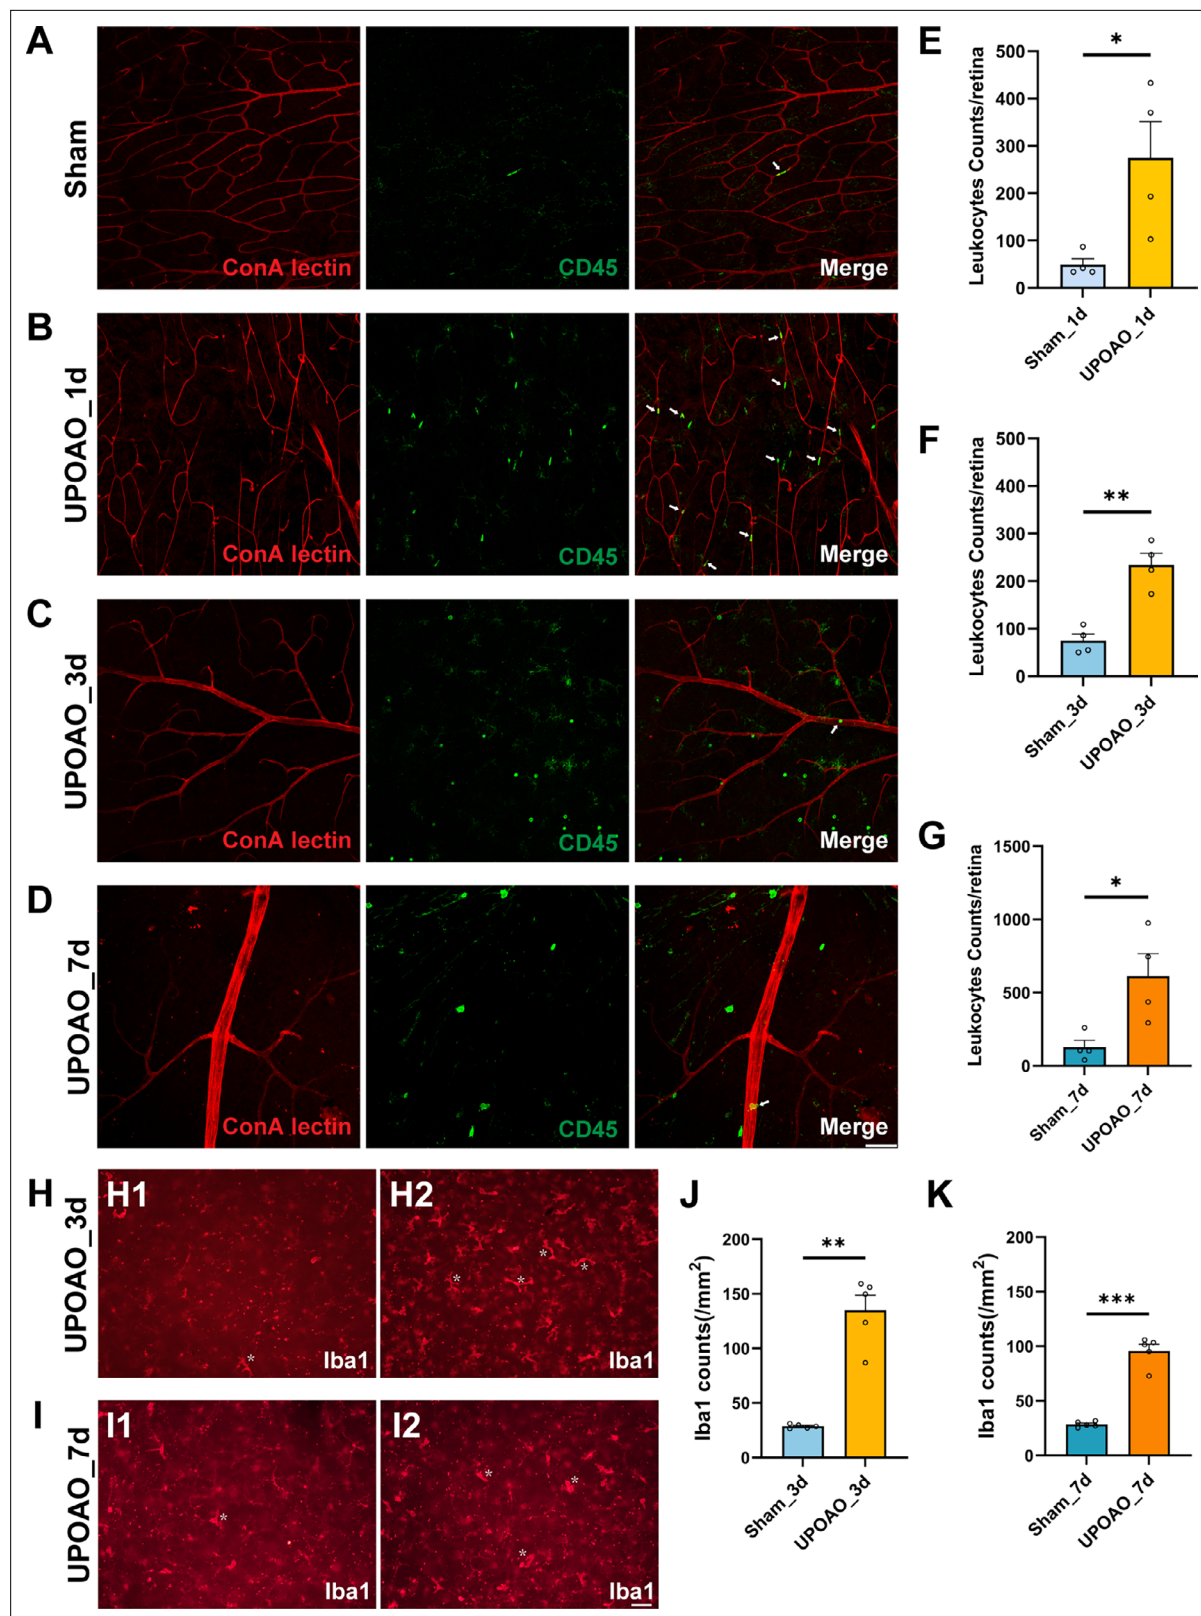 A
Sham
ConA lectin
CD45
Merge
B
UPOAO_1d
ConA lectin
CD45
Merge
C
UPOAO_3d
ConA lectin
CD45
Merge
D
UPOAO_7d
ConA lectin
CD45
Merge
E
Leukocytes Counts/retina
500
400
300
200
100
0
*
Sham_1d
UPOAO_1d
F
Leukocytes Counts/retina
500
400
300
200
100
0
**
Sham_3d
UPOAO_3d
G
Leukocytes Counts/retina
1500
1000
500
0
*
Sham_7d
UPOAO_7d
H
UPOAO_3d
H1
*
Iba1
H2
* * * *
Iba1
I
UPOAO_7d
I1
*
Iba1
I2
* * *
Iba1
J
Iba1 counts(/mm²)
200
150
100
50
0
**
Sham_3d
UPOAO_3d
K
Iba1 counts(/mm²)
200
150
100
50
0
***
Sham_7d
UPOAO_7d